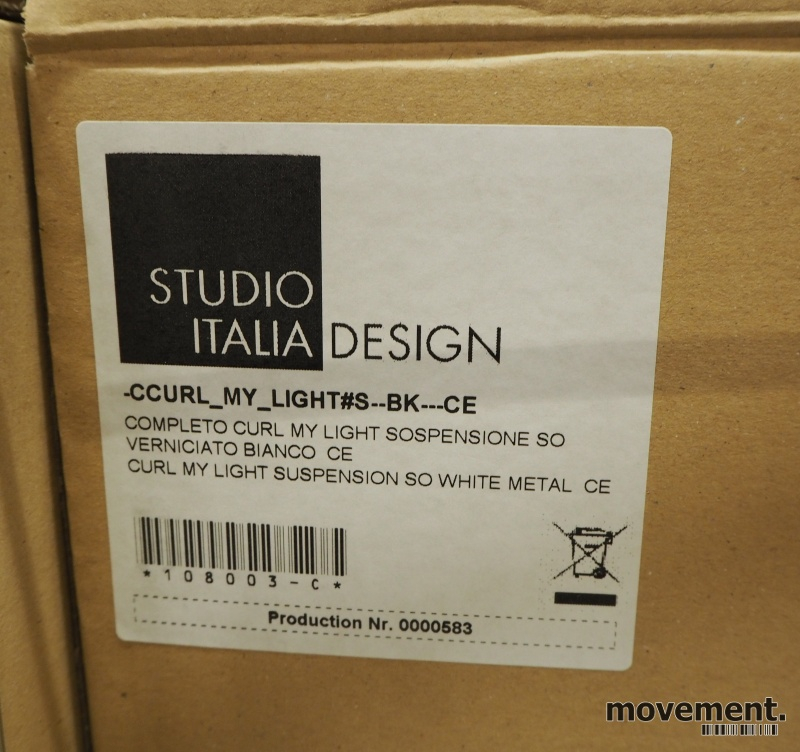 STUDIO
ITALIA DESIGN
-CCURL_MY_LIGHT#S--BK---CE
COMPLETO CURL MY LIGHT SOSPENSIONE SO
VERNICIATO BIANCO CE
CURL MY LIGHT SUSPENSION SO WHITE METAL CE
*108003-C*
Production Nr. 0000583
movement.